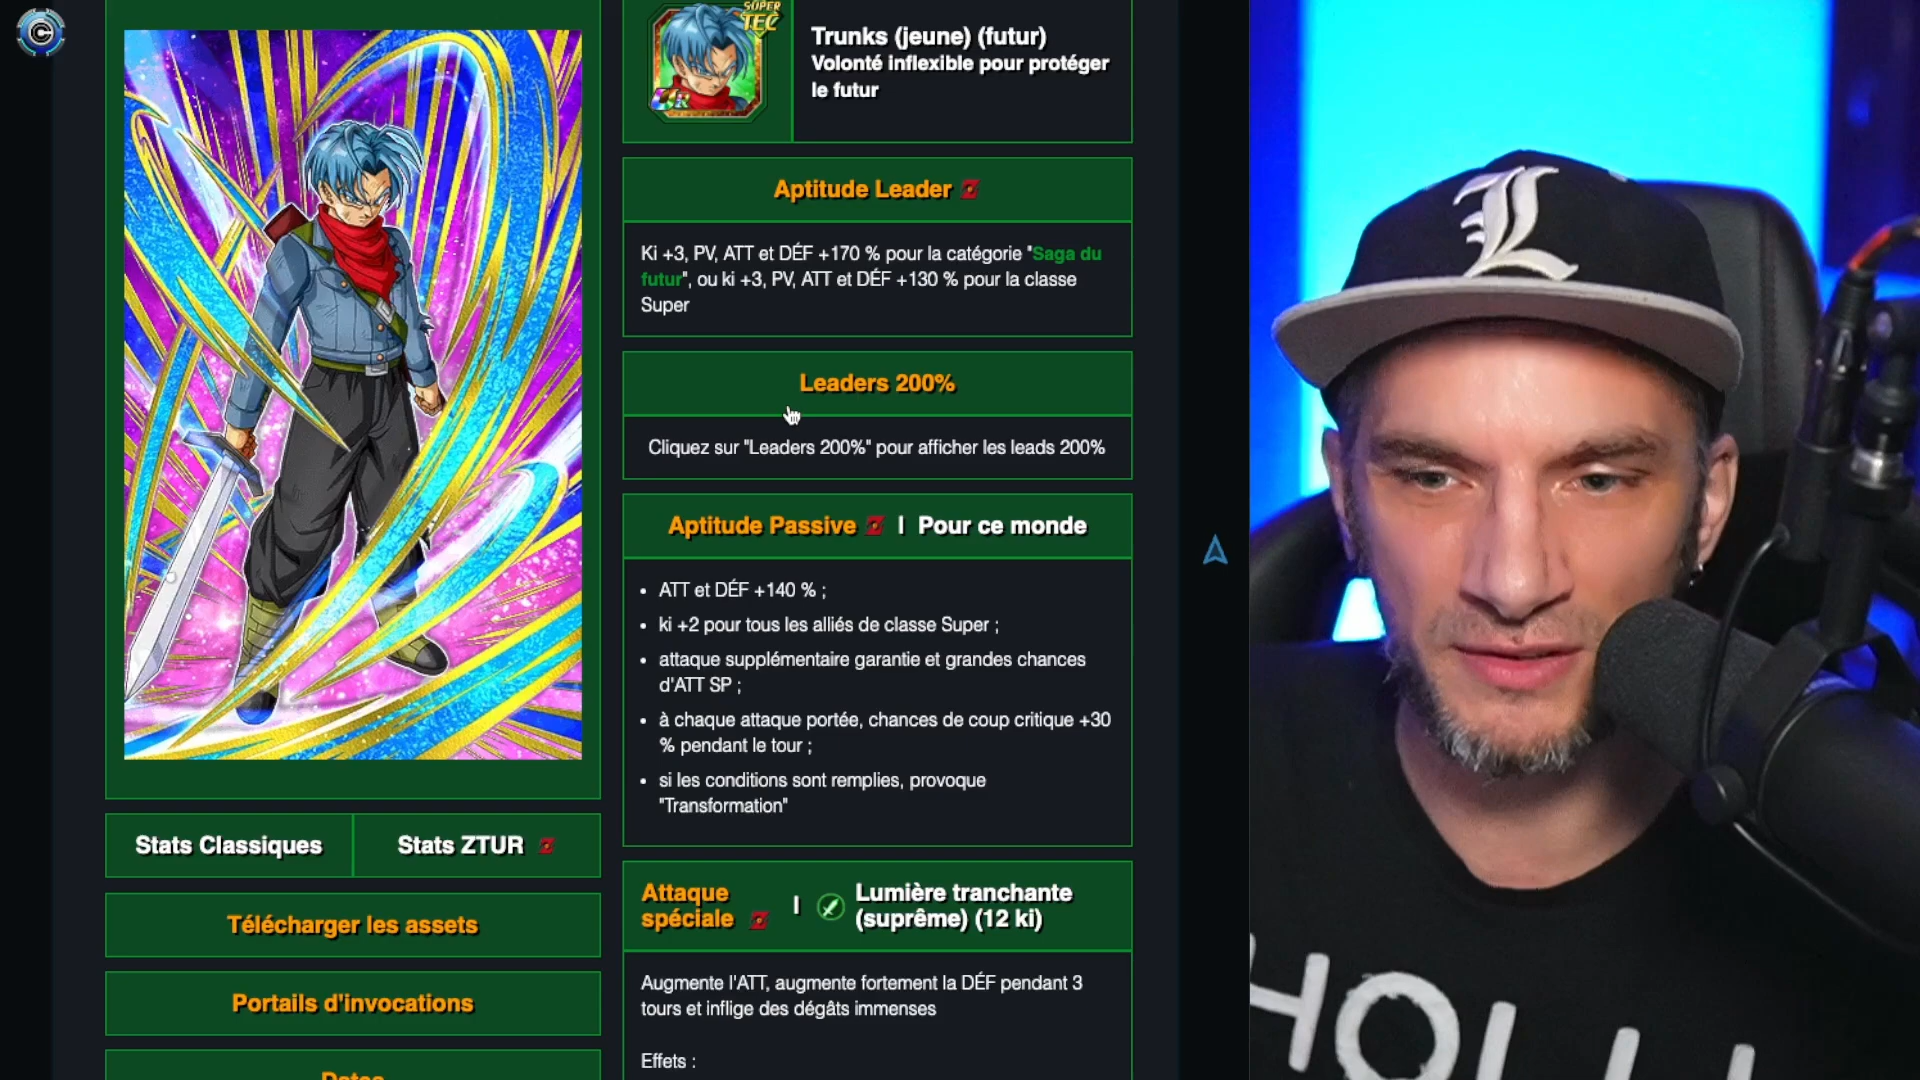 SUPER
TEC
Trunks (jeune) (futur)
Volonté inflexible pour protéger
le futur
UR
Aptitude Leader
Ki +3, PV, ATT et DÉF +170 % pour la catégorie "Saga du
futur", ou ki +3, PV, ATT et DÉF +130 % pour la classe
Super
Leaders 200%
Cliquez sur "Leaders 200%" pour afficher les leads 200%
Aptitude Passive | Pour ce monde
• ATT et DÉF +140 % ;
• ki +2 pour tous les alliés de classe Super ;
• attaque supplémentaire garantie et grandes chances
d'ATT SP ;
• à chaque attaque portée, chances de coup critique +30
% pendant le tour ;
• si les conditions sont remplies, provoque
"Transformation"
Attaque
spéciale
| Lumière tranchante
(suprême) (12 ki)
Augmente l'ATT, augmente fortement la DÉF pendant 3
tours et inflige des dégâts immenses
Effets :
Stats Classiques
Stats ZTUR
Télécharger les assets
Portails d'invocations
Dates
L
HOLL